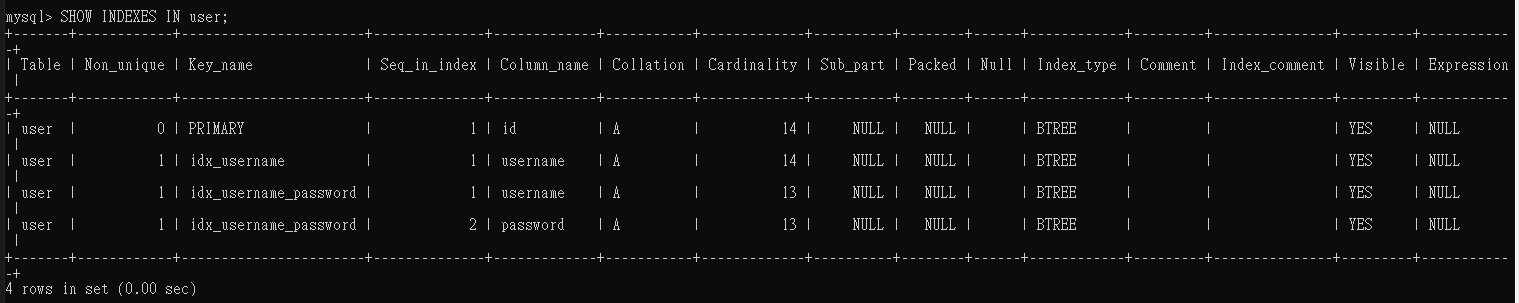 mysql> SHOW INDEXES IN user;
+-------+------------+-----------------------+--------------+-------------+-----------+-------------+----------+--------+------+------------+---------+---------------+---------+-----------
-+
| Table | Non_unique | Key_name              | Seq_in_index | Column_name | Collation | Cardinality | Sub_part | Packed | Null | Index_type | Comment | Index_comment | Visible | Expression
 |
+-------+------------+-----------------------+--------------+-------------+-----------+-------------+----------+--------+------+------------+---------+---------------+---------+-----------
-+
| user  |          0 | PRIMARY               |            1 | id          | A         |          14 |     NULL |   NULL |      | BTREE      |         |               | YES     | NULL
 |
| user  |          1 | idx_username          |            1 | username    | A         |          14 |     NULL |   NULL |      | BTREE      |         |               | YES     | NULL
 |
| user  |          1 | idx_username_password |            1 | username    | A         |          13 |     NULL |   NULL |      | BTREE      |         |               | YES     | NULL
 |
| user  |          1 | idx_username_password |            2 | password    | A         |          13 |     NULL |   NULL |      | BTREE      |         |               | YES     | NULL
 |
+-------+------------+-----------------------+--------------+-------------+-----------+-------------+----------+--------+------+------------+---------+---------------+---------+-----------
-+
4 rows in set (0.00 sec)